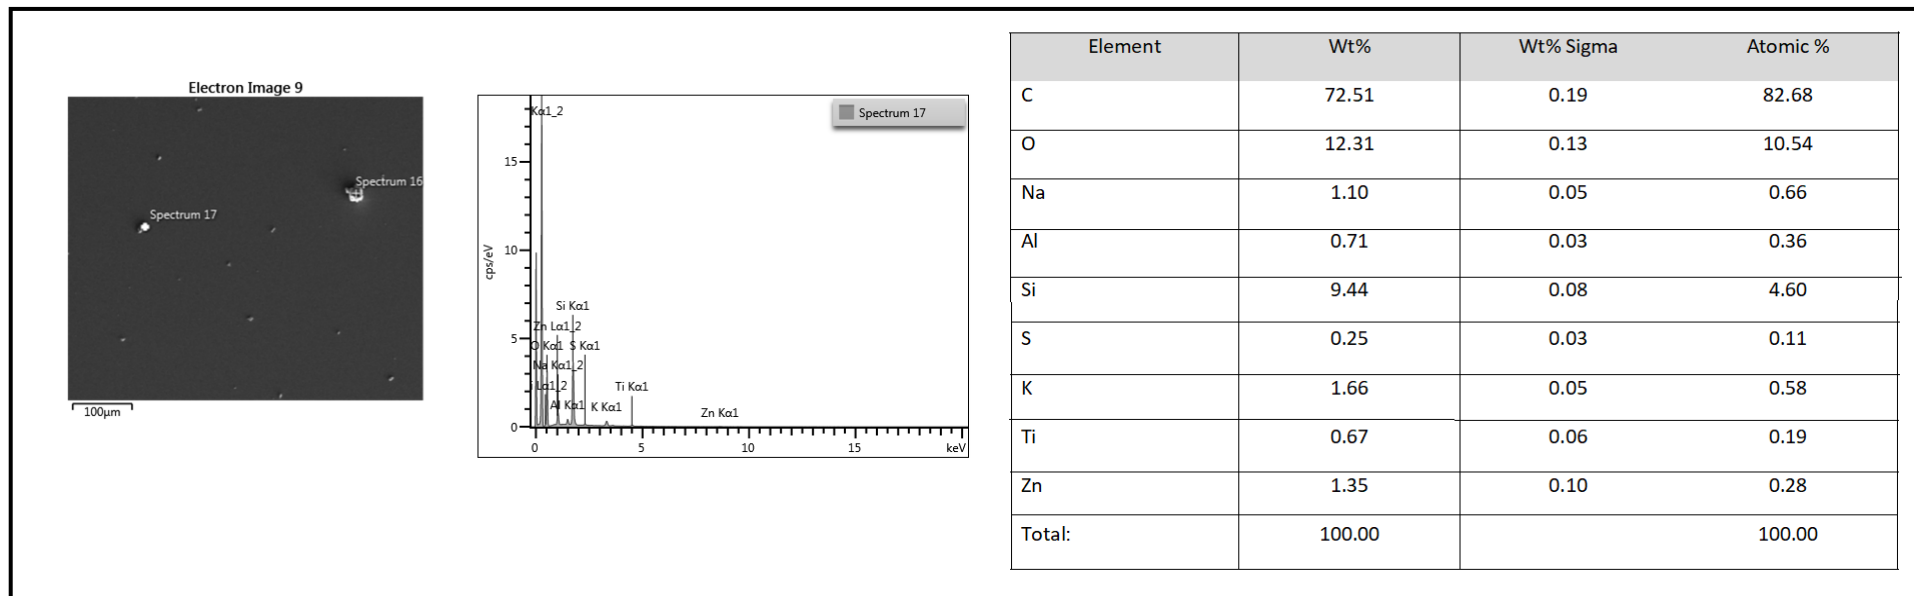 Electron Image 9
Spectrum 16
Spectrum 17
100µm
Kα1_2
Spectrum 17
15
10
5
0
cps/eV
Si Kα1
Zn Lα1_2
O Kα1 S Kα1
Na Kα1_2
Lα1_2
Ti Kα1
Al Kα1
K Kα1
Zn Kα1
0 5 10 15 keV
Element Wt% Wt% Sigma Atomic %
C 72.51 0.19 82.68
O 12.31 0.13 10.54
Na 1.10 0.05 0.66
Al 0.71 0.03 0.36
Si 9.44 0.08 4.60
S 0.25 0.03 0.11
K 1.66 0.05 0.58
Ti 0.67 0.06 0.19
Zn 1.35 0.10 0.28
Total: 100.00 100.00